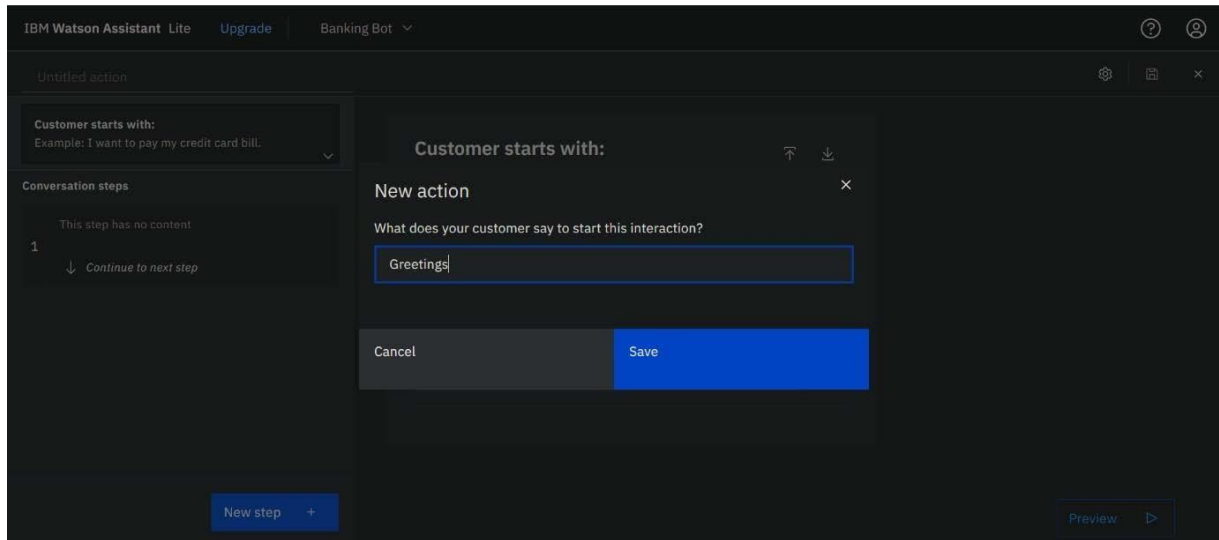 IBM Watson Assistant Lite Upgrade Banking Bot
Untitled action
Customer starts with:
Example: I want to pay my credit card bill.
Conversation steps
This step has no content
1
Continue to next step
New step +
Customer starts with:
New action
What does your customer say to start this interaction?
Greetings
Cancel Save
Preview